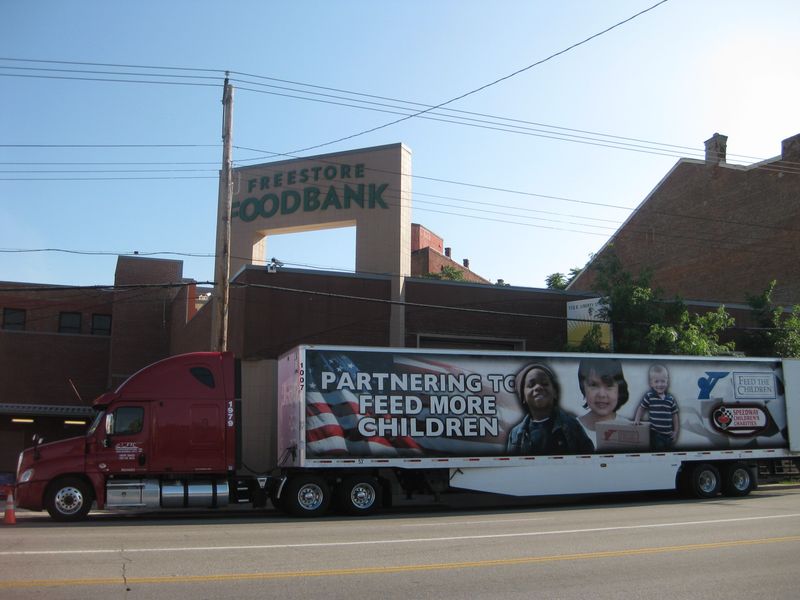 FREESTORE
FOODBANK
PARTNERING TO
FEED MORE
CHILDREN
FEED THE
CHILDREN
SPEEDWAY
CHILDREN'S
CHARITIES
1007
1979